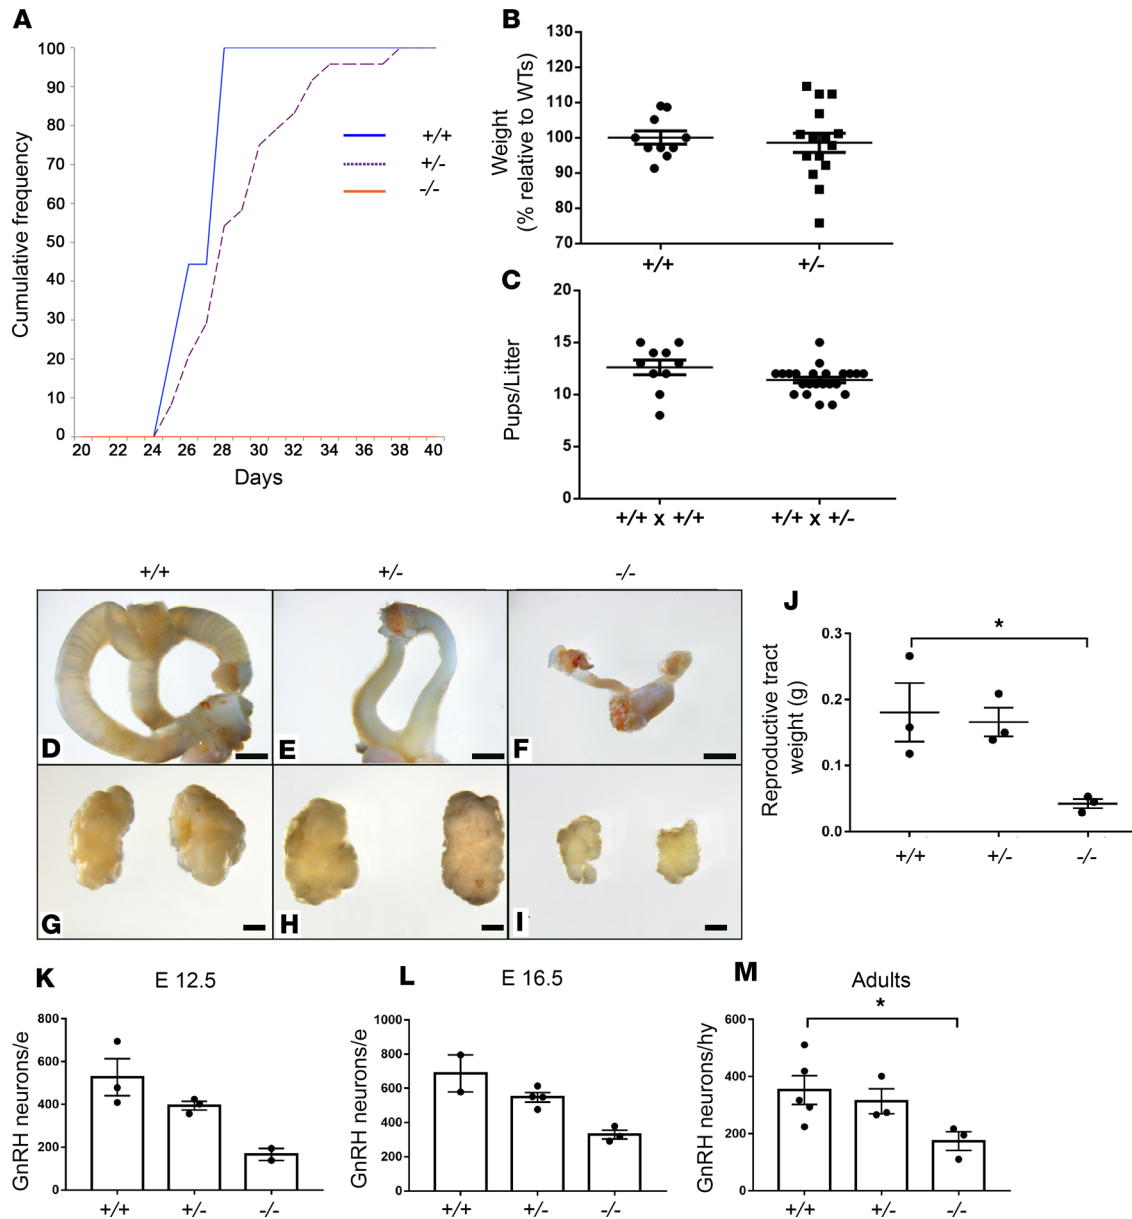 A
Cumulative frequency
100
90
80
70
60
50
40
30
20
10
0
20 22 24 26 28 30 32 34 36 38 40
Days
+/+
+/-
-/-
B
Weight
(% relative to WTs)
130
120
110
100
90
80
70
+/+ +/-
C
Pups/Litter
20
15
10
5
0
+/+ x +/+ +/+ x +/-
+/+ +/- -/-
D E F
G H I
J
Reproductive tract
weight (g)
0.3
0.2
0.1
0.0
*
+/+ +/- -/-
K
E 12.5
GnRH neurons/e
800
600
400
200
0
+/+ +/- -/-
L
E 16.5
GnRH neurons/e
1000
800
600
400
200
0
+/+ +/- -/-
M
Adults
*
GnRH neurons/hy
600
400
200
0
+/+ +/- -/-